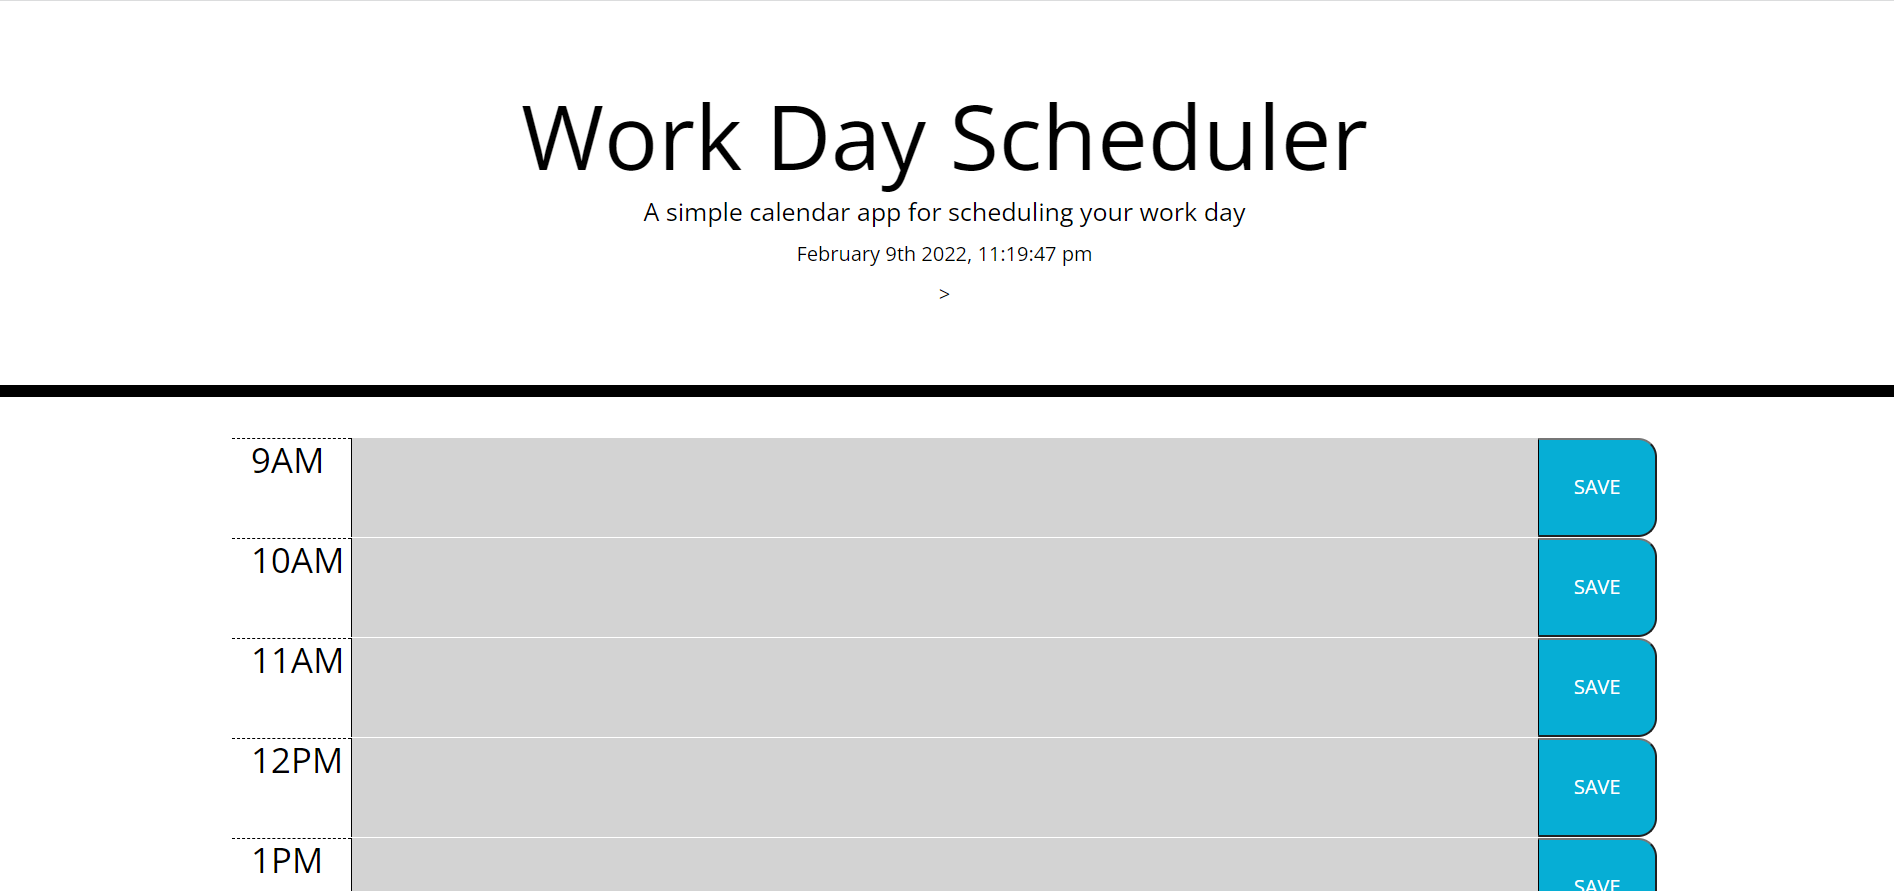 Work Day Scheduler
A simple calendar app for scheduling your work day
February 9th 2022, 11:19:47 pm
>
9AM
SAVE
10AM
SAVE
11AM
SAVE
12PM
SAVE
1PM
SAVE